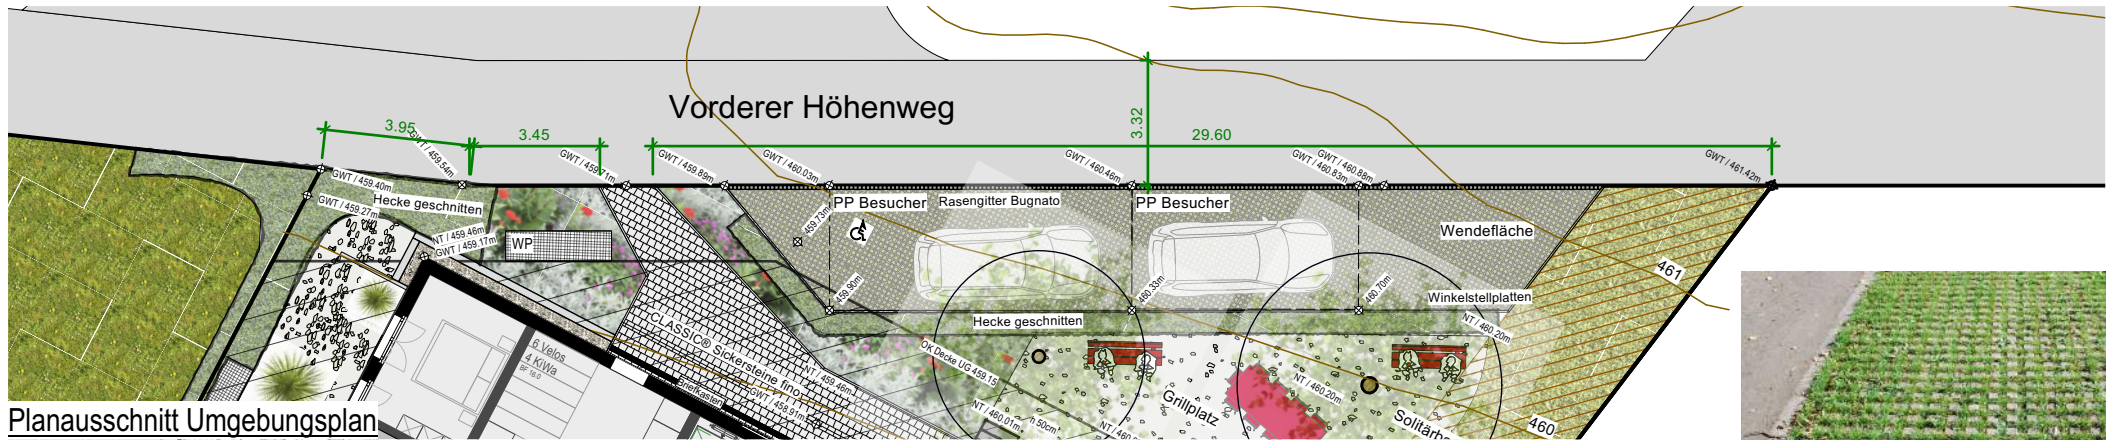 Vorderer Höhenweg
3.95
3.45
3.32
29.60
GWT / 459.54m
GWT / 459.71m
GWT / 459.89m
GWT / 460.03m
GWT / 460.46m
GWT / 460.83m
GWT / 460.88m
GWT / 461.42m
GWT / 459.40m
Hecke geschnitten
GWT / 459.27m
NT / 459.46m
GWT / 459.17m
WP
459.73m
PP Besucher
Rasengitter Bugnato
PP Besucher
Wendefläche
461
459.90m
460.33m
460.70m
Winkelstellplatten
NT / 460.20m
Hecke geschnitten
CLASSIC® Sickersteine fino
OK Decke UG 459.15
6 Velos
4 KiWa
BF 16.0
Briefkasten
NT / 459.46m
GWT / 458.91m
NT / 460.01m
50cm
NT / 460.20m
Grillplatz
460
Planausschnitt Umgebungsplan